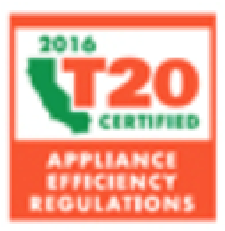 2016
T20
CERTIFIED
APPLIANCE
EFFICIENCY
REGULATIONS